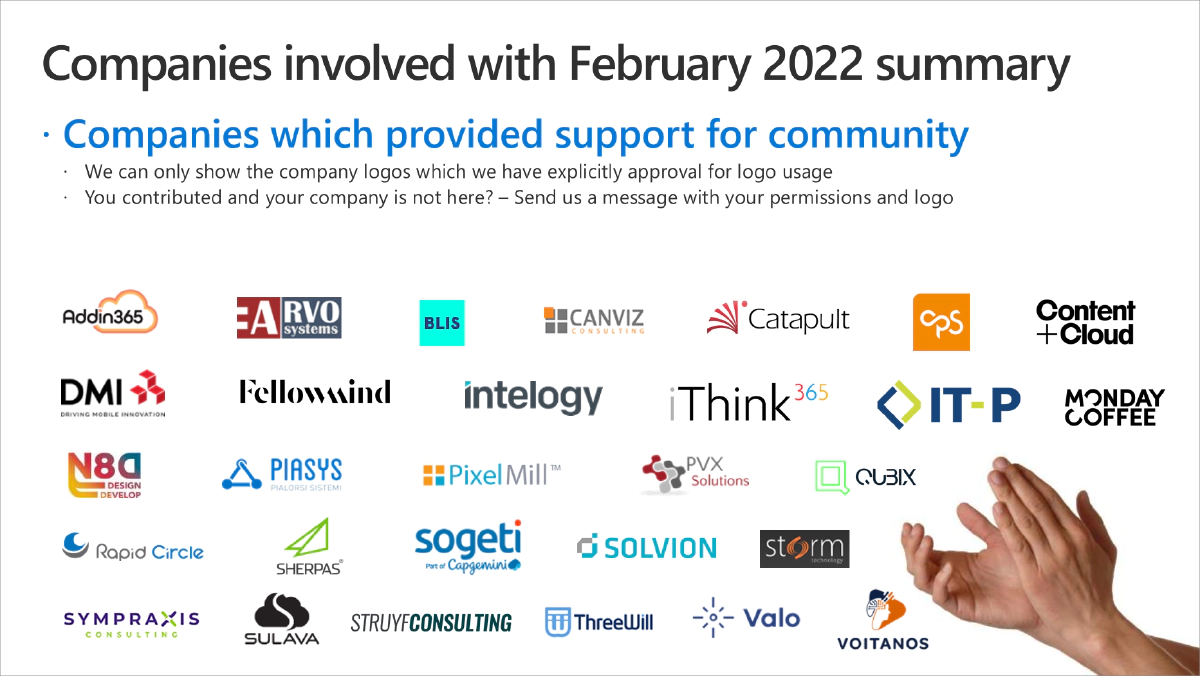 Companies involved with February 2022 summary
· Companies which provided support for community
· We can only show the company logos which we have explicitly approval for logo usage
· You contributed and your company is not here? – Send us a message with your permissions and logo
Addin365
EARVO systems
BLIS
CANVIZ CONSULTING
Catapult
cps
Content +Cloud
DMI DRIVING MOBILE INNOVATION
Fellowmind
intelogy
iThink 365
IT-P
MONDAY COFFEE
N8D DESIGN DEVELOP
PIASYS PIALORSI SISTEMI
PixelMill™
PVX Solutions
QUBIX
Rapid Circle
SHERPAS®
sogeti Part of Capgemini
SOLVION
storm technology
SYMPRAXIS CONSULTING
SULAVA
STRUYFCONSULTING
ThreeWill
Valo
VOITANOS